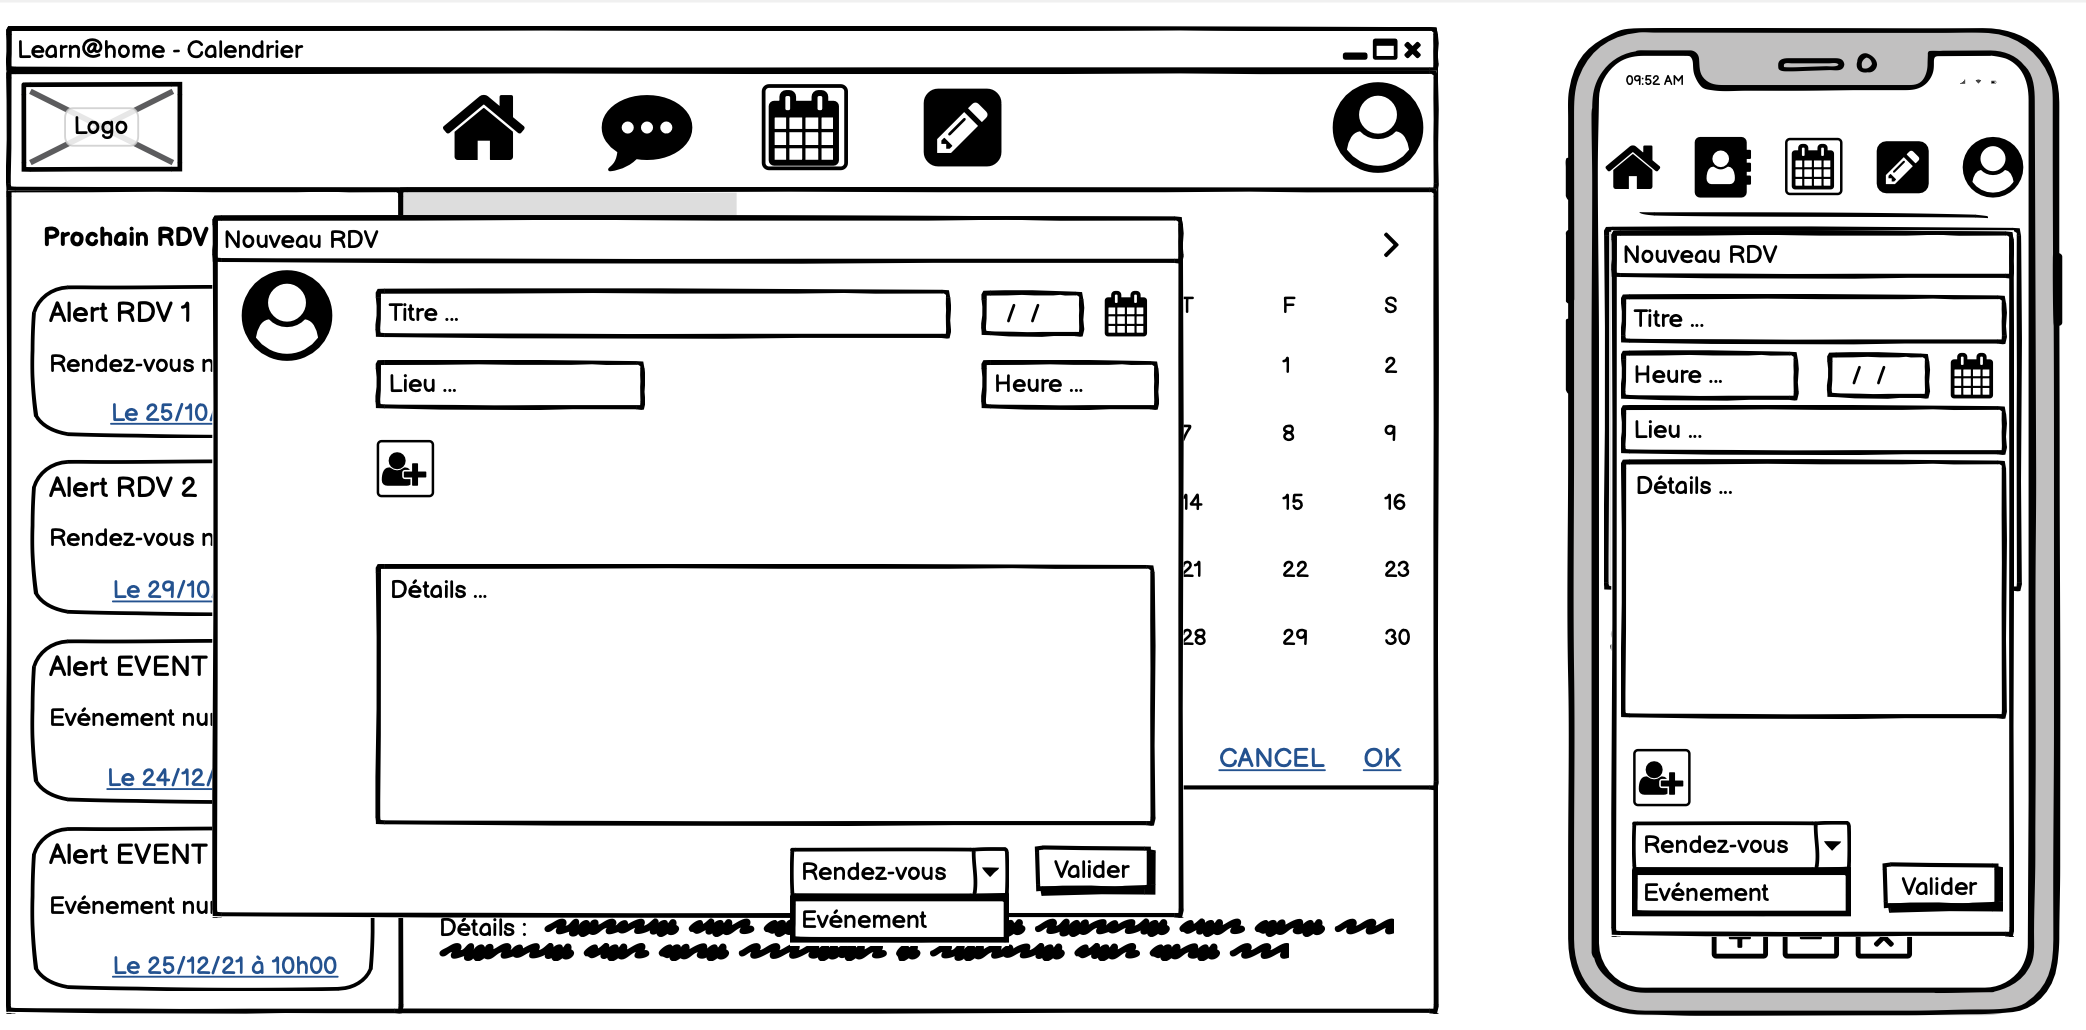 Learn@home - Calendrier
Logo
Prochain RDV
Alert RDV 1
Rendez-vous n
Le 25/10/
Alert RDV 2
Rendez-vous n
Le 29/10
Alert EVENT
Evénement nu
Le 24/12/
Alert EVENT
Evénement nu
Le 25/12/21 à 10h00
Nouveau RDV
Titre ...
/ /
Lieu ...
Heure ...
Détails ...
Rendez-vous
Valider
Evénement
T F S
1 2
7 8 9
14 15 16
21 22 23
28 29 30
CANCEL OK
Détails :
09:52 AM
Nouveau RDV
Titre ...
Heure ...
/ /
Lieu ...
Détails ...
Rendez-vous
Evénement
Valider